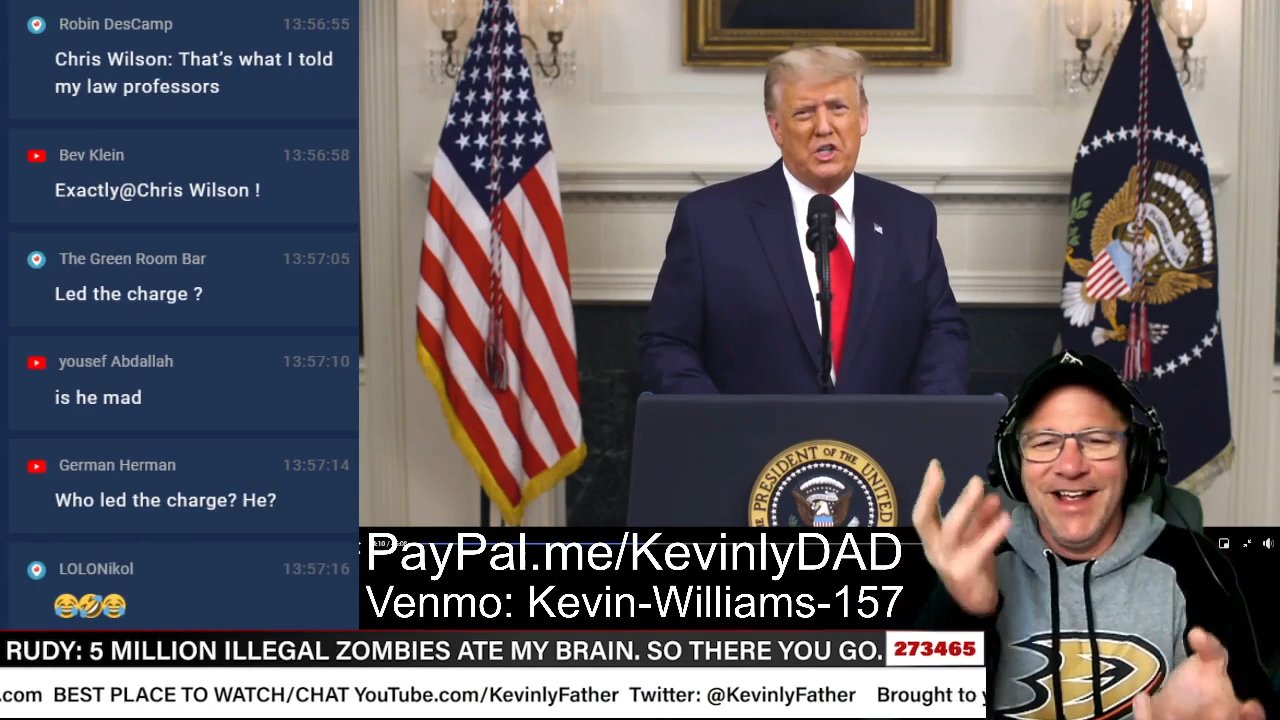 Robin DesCamp 13:56:55
Chris Wilson: That's what I told
my law professors
Bev Klein 13:56:58
Exactly@Chris Wilson !
The Green Room Bar 13:57:05
Led the charge ?
yousef Abdallah 13:57:10
is he mad
German Herman 13:57:14
Who led the charge? He?
LOLONikol 13:57:16
😂🤣😂
PRESIDENT OF THE UNITED
PayPal.me/KevinlyDAD
Venmo: Kevin-Williams-157
RUDY: 5 MILLION ILLEGAL ZOMBIES ATE MY BRAIN. SO THERE YOU GO. 273465
.com BEST PLACE TO WATCH/CHAT YouTube.com/KevinlyFather Twitter: @KevinlyFather Brought to